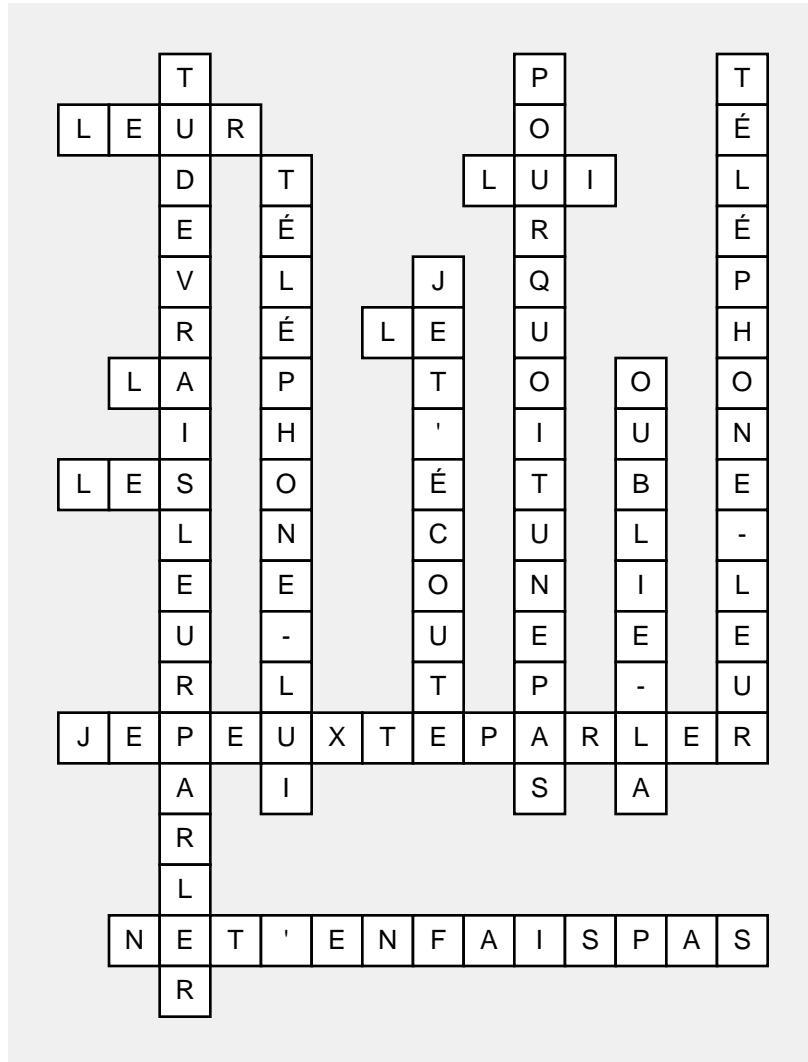 TUDEVRAISLEURPARLER
POURQUOITUNEPAS
TÉLÉPHONE-LEUR
LEUR
TÉLÉPHONE-LUI
LUI
JET'ÉCOUTE
LE
LA
OUBLIE-LA
LES
JEPEUXTEPARLER
NET'ENFAISPAS